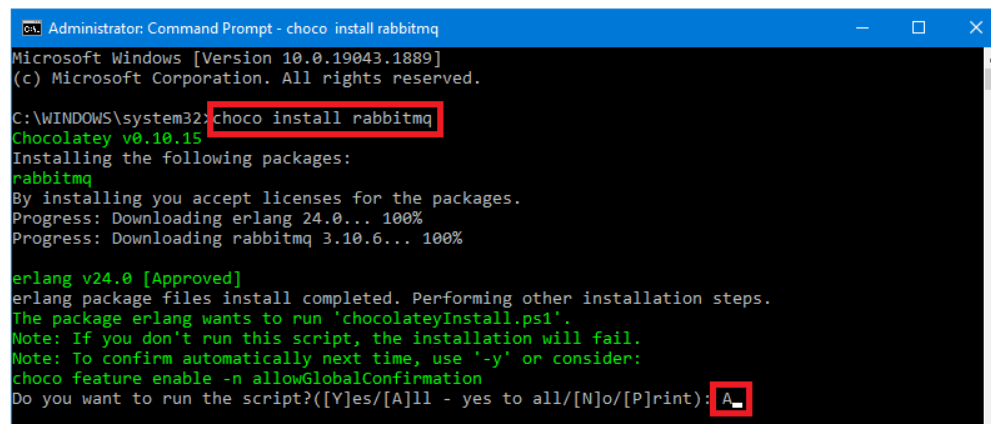 Administrator: Command Prompt - choco install rabbitmq
Microsoft Windows [Version 10.0.19043.1889]
(c) Microsoft Corporation. All rights reserved.
C:\WINDOWS\system32>choco install rabbitmq
Chocolatey v0.10.15
Installing the following packages:
rabbitmq
By installing you accept licenses for the packages.
Progress: Downloading erlang 24.0... 100%
Progress: Downloading rabbitmq 3.10.6... 100%
erlang v24.0 [Approved]
erlang package files install completed. Performing other installation steps.
The package erlang wants to run 'chocolateyInstall.ps1'.
Note: If you don't run this script, the installation will fail.
Note: To confirm automatically next time, use '-y' or consider:
choco feature enable -n allowGlobalConfirmation
Do you want to run the script?([Y]es/[A]ll - yes to all/[N]o/[P]rint): A